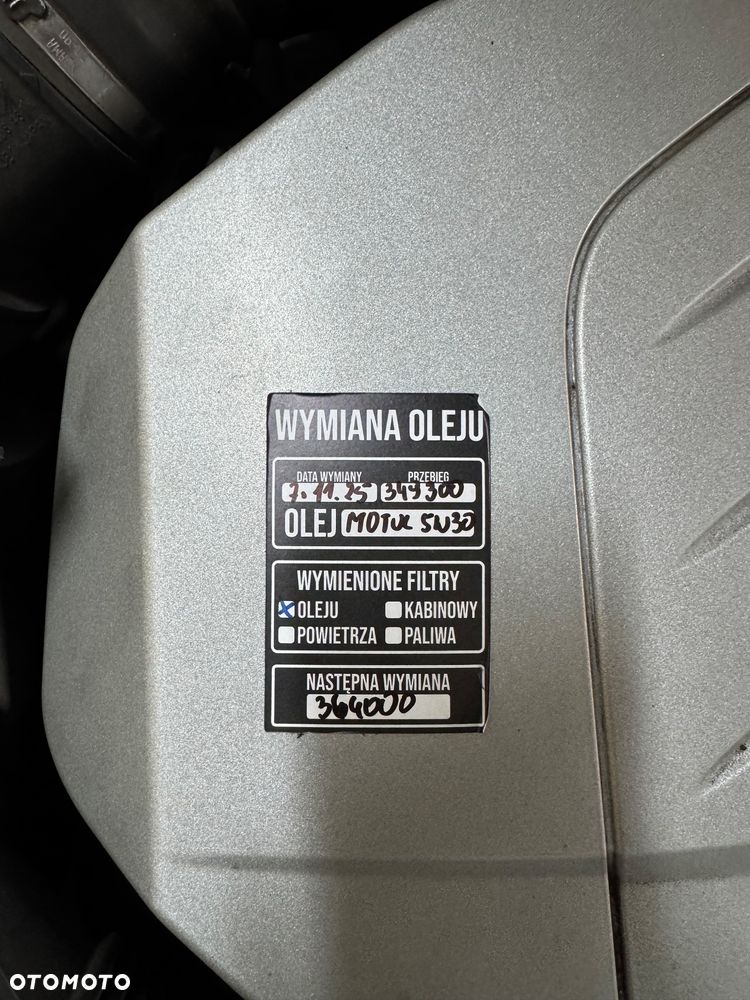 WYMIANA OLEJU
DATA WYMIANY PRZEBIEG
7.11.25 349300
OLEJ MOTUL 5W30
WYMIENIONE FILTRY
OLEJU KABINOWY
POWIETRZA PALIWA
NASTĘPNA WYMIANA
364000
OTOMOTO